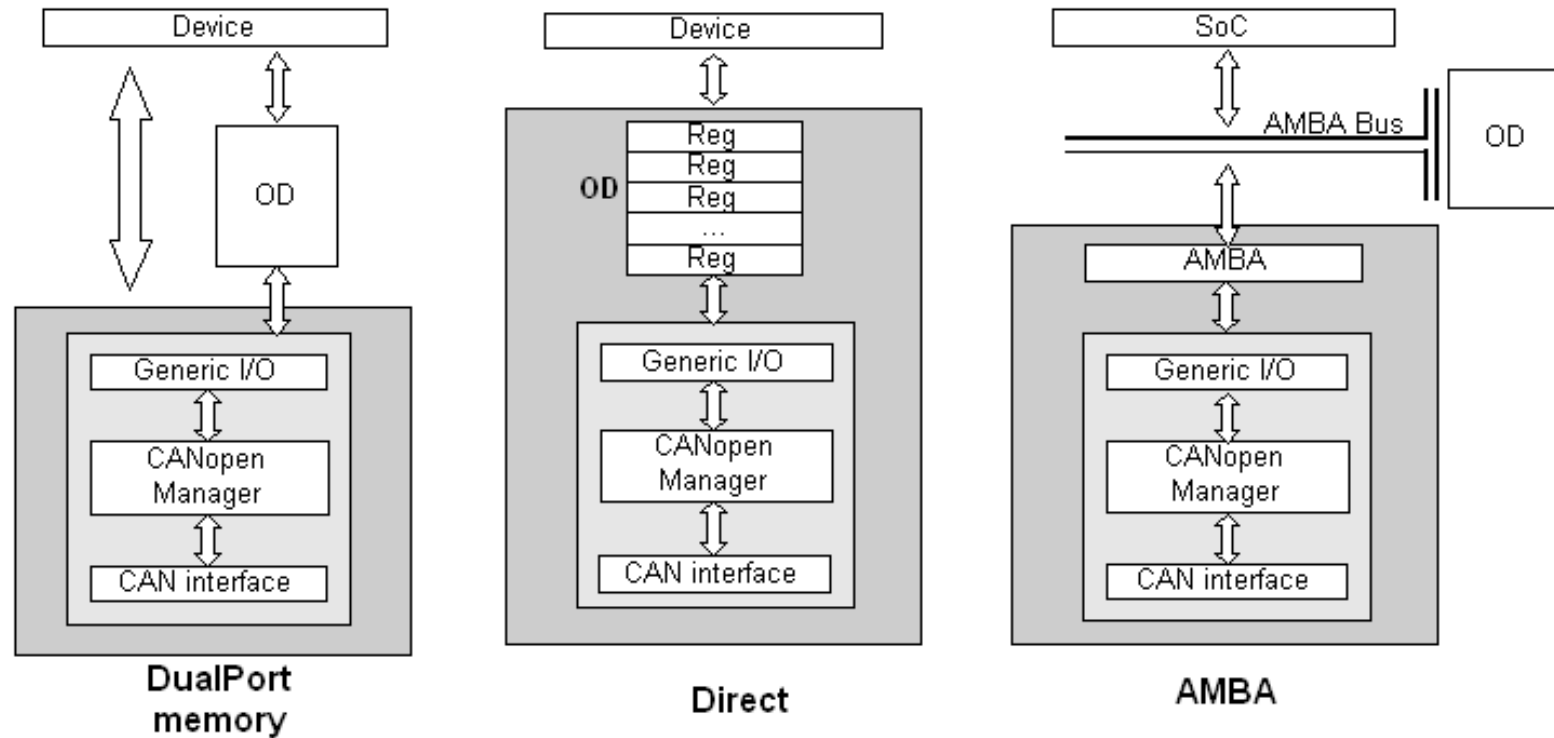 Device
OD
Generic I/O
CANopen
Manager
CAN interface
DualPort
memory
Device
OD
Reg
Reg
Reg
...
Reg
Generic I/O
CANopen
Manager
CAN interface
Direct
SoC
AMBA Bus
OD
AMBA
Generic I/O
CANopen
Manager
CAN interface
AMBA